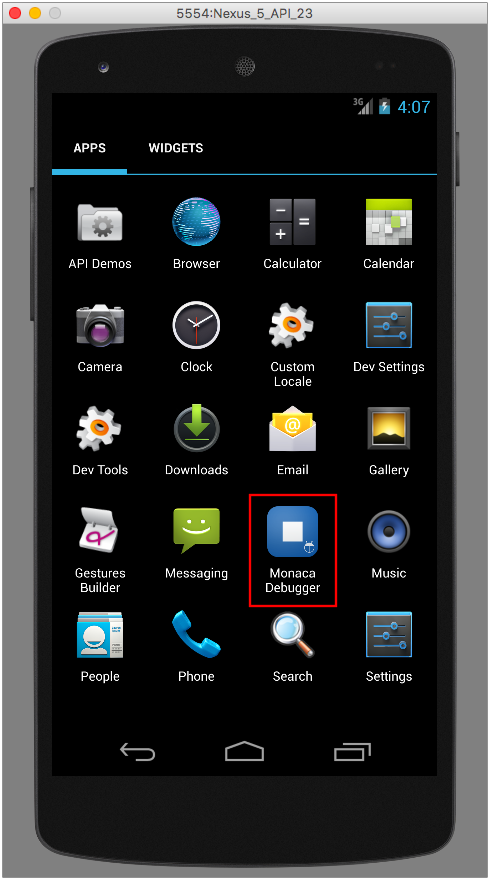 5554:Nexus_5_API_23
3G 4:07
APPS WIDGETS
API Demos Browser Calculator Calendar
Camera Clock Custom Dev Settings
Locale
Dev Tools Downloads Email Gallery
Gestures Messaging Monaca Music
Builder Debugger
People Phone Search Settings